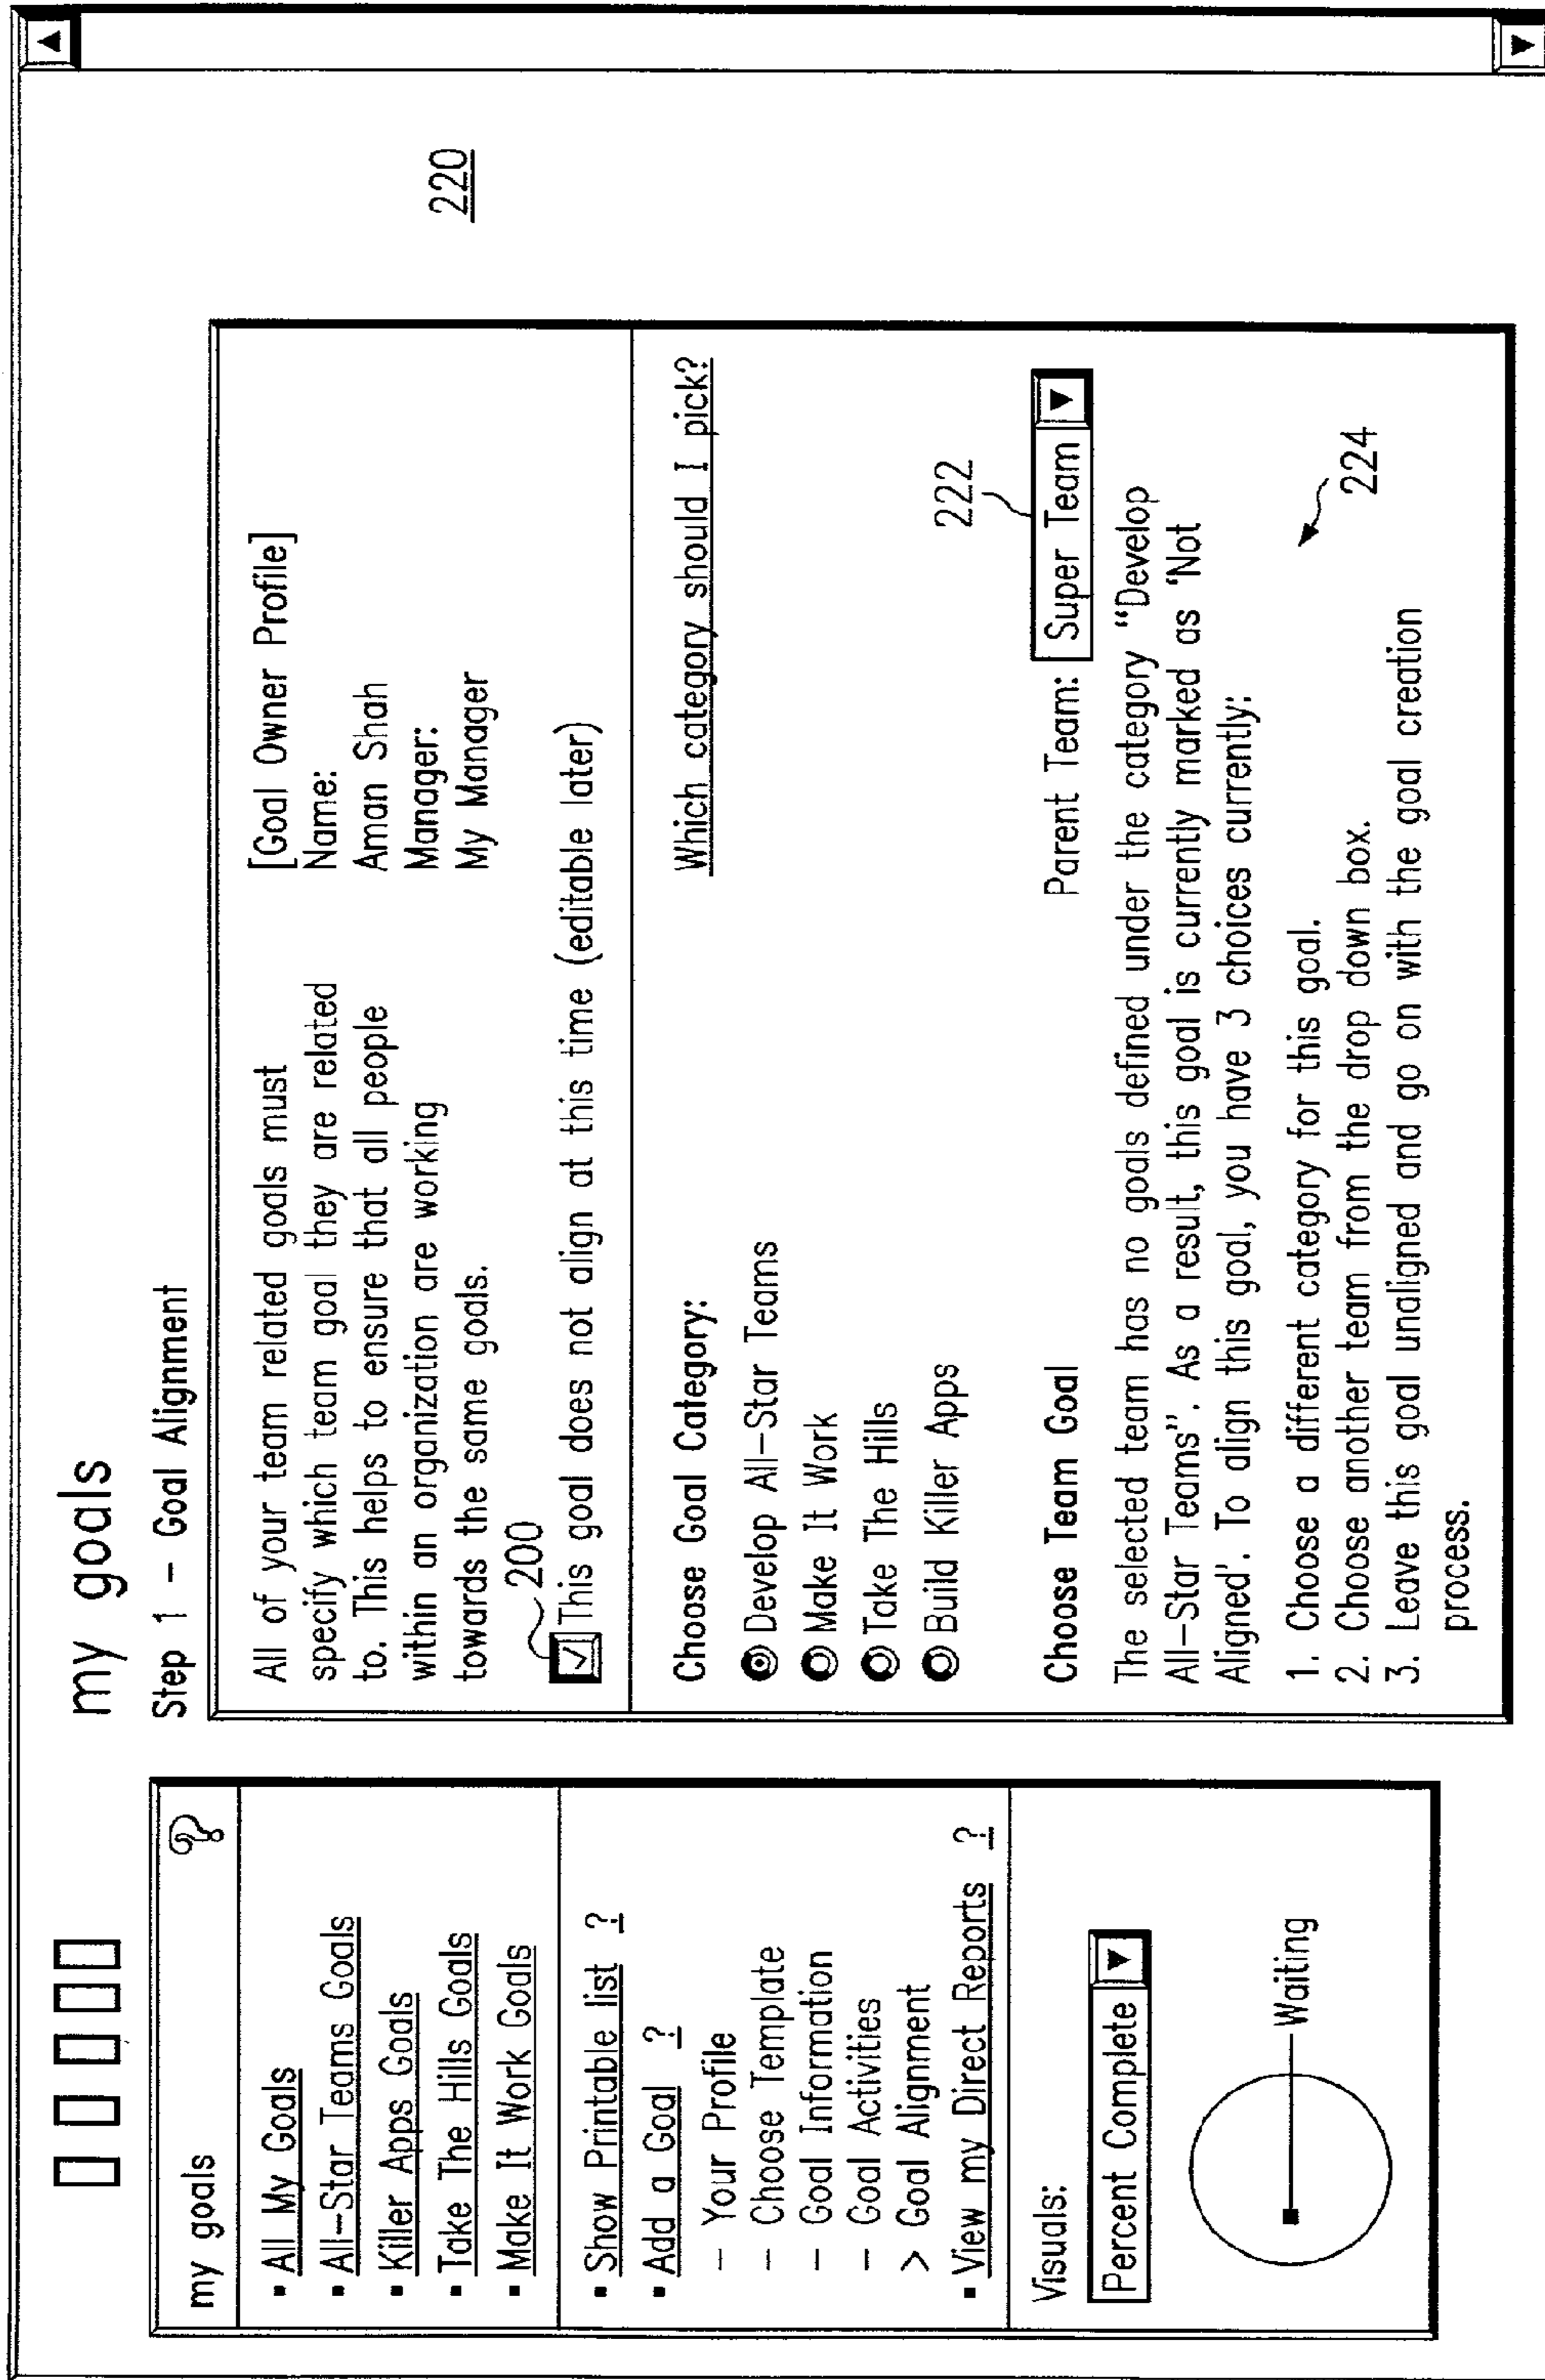 my goals
Step 1 - Goal Alignment
220
my goals ?
▪ All My Goals
▪ All-Star Teams Goals
▪ Killer Apps Goals
▪ Take The Hills Goals
▪ Make It Work Goals
▪ Show Printable list ?
▪ Add a Goal ?
- Your Profile
- Choose Template
- Goal Information
- Goal Activities
> Goal Alignment
▪ View my Direct Reports ?
Visuals:
Percent Complete
Waiting
All of your team related goals must
specify which team goal they are related
to. This helps to ensure that all people
within an organization are working
towards the same goals.
[Goal Owner Profile]
Name:
Aman Shah
Manager:
My Manager
200
This goal does not align at this time (editable later)
Choose Goal Category:
Which category should I pick?
Develop All-Star Teams
Make It Work
Take The Hills
Build Killer Apps
222
Choose Team Goal
Parent Team: Super Team
The selected team has no goals defined under the category "Develop
All-Star Teams". As a result, this goal is currently marked as 'Not
Aligned'. To align this goal, you have 3 choices currently:
1. Choose a different category for this goal.
2. Choose another team from the drop down box.
3. Leave this goal unaligned and go on with the goal creation
process.
224